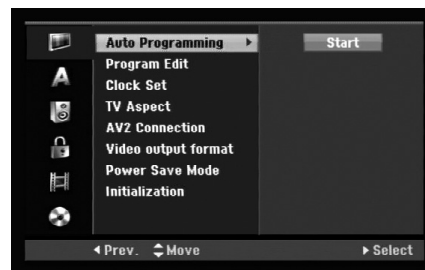 Auto Programming Start
Program Edit
A
Clock Set
TV Aspect
AV2 Connection
Video output format
Power Save Mode
Initialization
Prev. Move Select